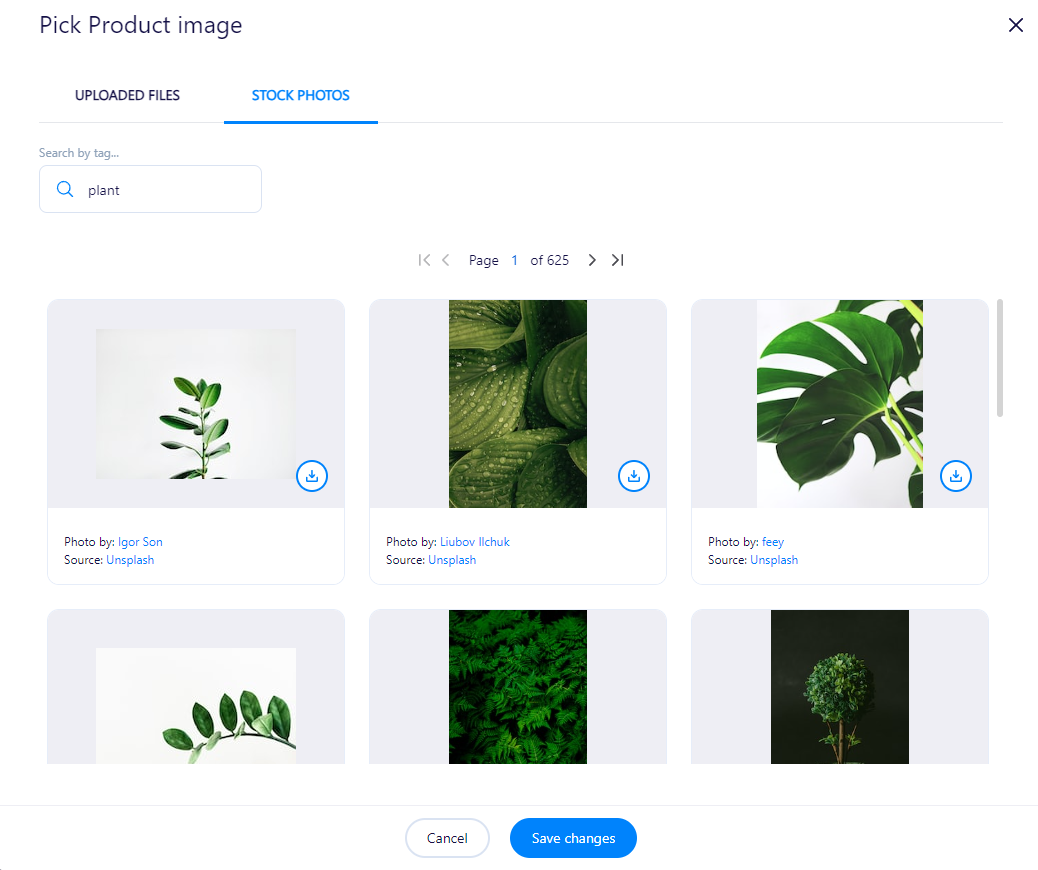 Pick Product image
UPLOADED FILES
STOCK PHOTOS
Search by tag...
plant
Page 1 of 625
Photo by: Igor Son
Source: Unsplash
Photo by: Liubov Ilchuk
Source: Unsplash
Photo by: feey
Source: Unsplash
Cancel
Save changes